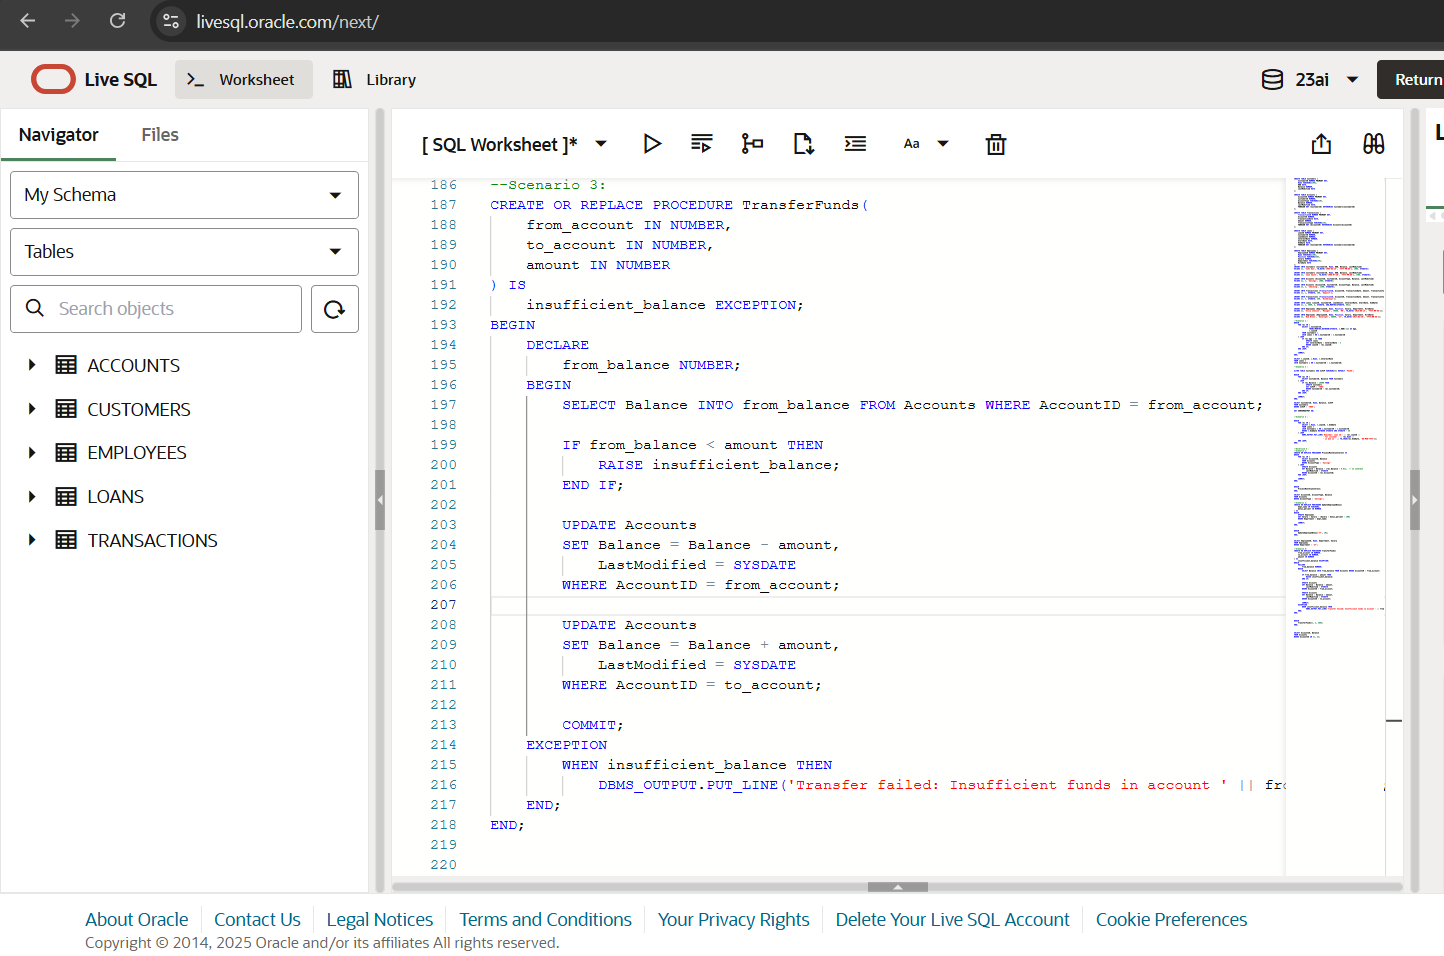 livesql.oracle.com/next/
Live SQL
Worksheet
Library
23ai
Return
Navigator
Files
My Schema
Tables
Search objects
ACCOUNTS
CUSTOMERS
EMPLOYEES
LOANS
TRANSACTIONS
[ SQL Worksheet ]*
Aa
186 --Scenario 3:
187 CREATE OR REPLACE PROCEDURE TransferFunds(
188 from_account IN NUMBER,
189 to_account IN NUMBER,
190 amount IN NUMBER
191 ) IS
192 insufficient_balance EXCEPTION;
193 BEGIN
194 DECLARE
195 from_balance NUMBER;
196 BEGIN
197 SELECT Balance INTO from_balance FROM Accounts WHERE AccountID = from_account;
198
199 IF from_balance < amount THEN
200 RAISE insufficient_balance;
201 END IF;
202
203 UPDATE Accounts
204 SET Balance = Balance - amount,
205 LastModified = SYSDATE
206 WHERE AccountID = from_account;
207
208 UPDATE Accounts
209 SET Balance = Balance + amount,
210 LastModified = SYSDATE
211 WHERE AccountID = to_account;
212
213 COMMIT;
214 EXCEPTION
215 WHEN insufficient_balance THEN
216 DBMS_OUTPUT.PUT_LINE('Transfer failed: Insufficient funds in account ' ||
217 END;
218 END;
219
220
About Oracle
Contact Us
Legal Notices
Terms and Conditions
Your Privacy Rights
Delete Your Live SQL Account
Cookie Preferences
Copyright © 2014, 2025 Oracle and/or its affiliates All rights reserved.